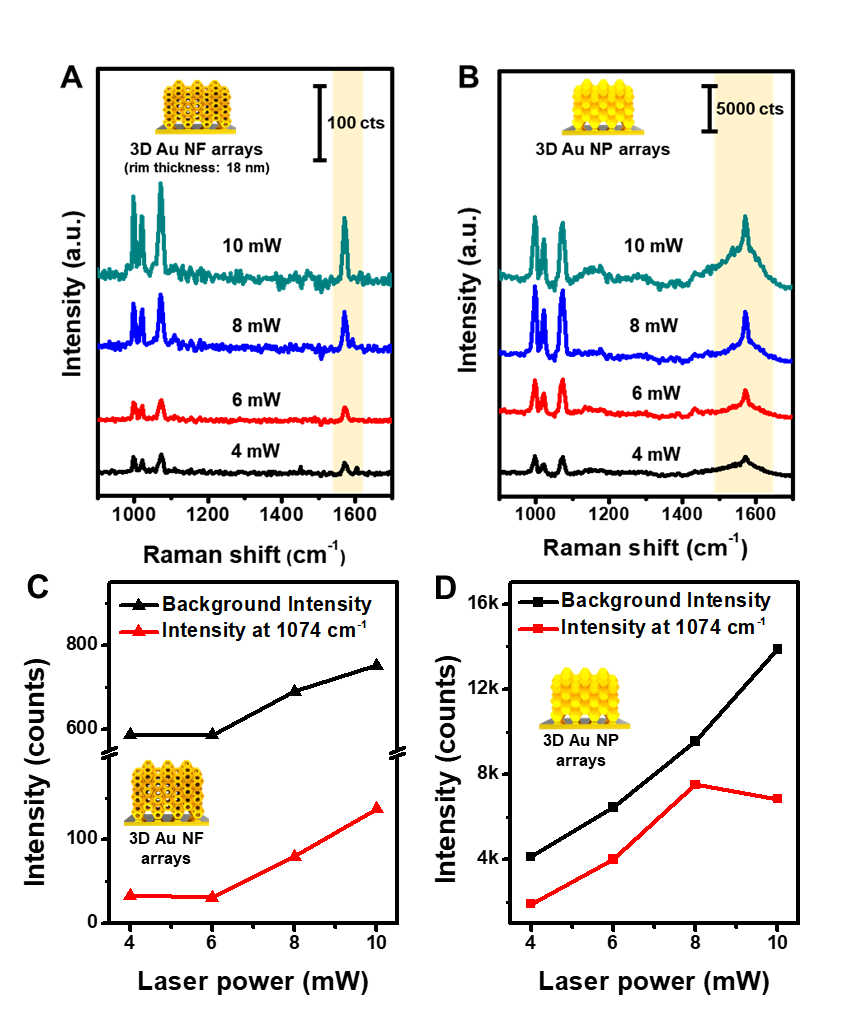 A
3D Au NF arrays
(rim thickness: 18 nm)
100 cts
10 mW
8 mW
6 mW
4 mW
Intensity (a.u.)
1000 1200 1400 1600
Raman shift (cm-1)
B
3D Au NP arrays
5000 cts
10 mW
8 mW
6 mW
4 mW
Intensity (a.u.)
1000 1200 1400 1600
Raman shift (cm-1)
C
Background Intensity
Intensity at 1074 cm-1
800
600
100
0
3D Au NF
arrays
Intensity (counts)
4 6 8 10
Laser power (mW)
D
Background Intensity
Intensity at 1074 cm-1
16k
12k
8k
4k
3D Au NP
arrays
Intensity (counts)
4 6 8 10
Laser power (mW)